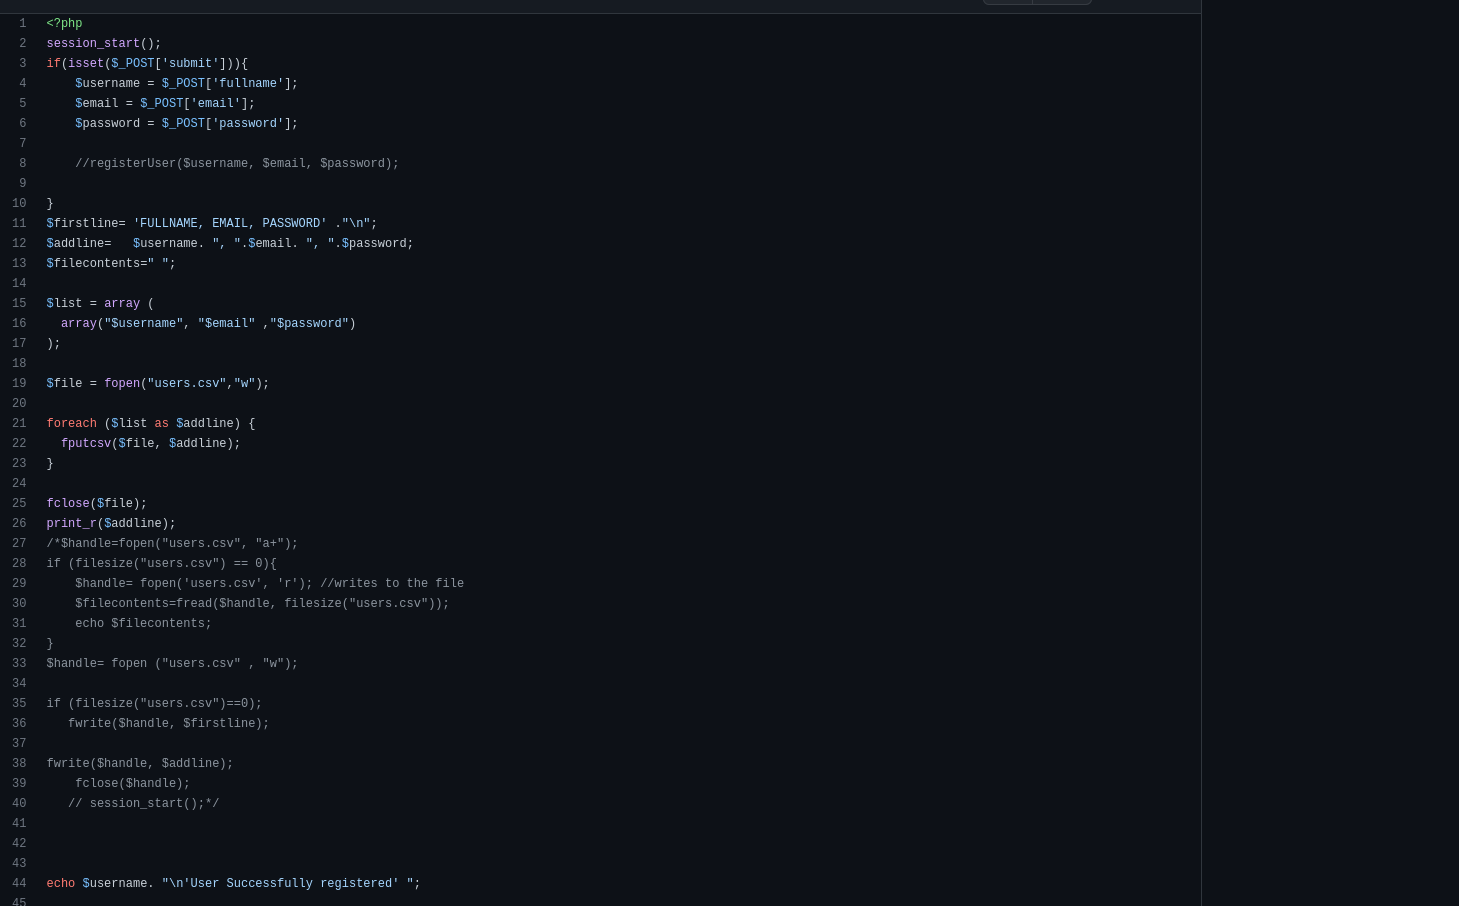 1 <?php
2 session_start();
3 if(isset($_POST['submit'])){
4     $username = $_POST['fullname'];
5     $email = $_POST['email'];
6     $password = $_POST['password'];
7
8     //registerUser($username, $email, $password);
9
10 }
11 $firstline= 'FULLNAME, EMAIL, PASSWORD' ."\n";
12 $addline=   $username. ", ".$email. ", ".$password;
13 $filecontents=" ";
14
15 $list = array (
16   array("$username", "$email" ,"$password")
17 );
18
19 $file = fopen("users.csv","w");
20
21 foreach ($list as $addline) {
22   fputcsv($file, $addline);
23 }
24
25 fclose($file);
26 print_r($addline);
27 /*$handle=fopen("users.csv", "a+");
28 if (filesize("users.csv") == 0){
29     $handle= fopen('users.csv', 'r'); //writes to the file
30     $filecontents=fread($handle, filesize("users.csv"));
31     echo $filecontents;
32 }
33 $handle= fopen ("users.csv" , "w");
34
35 if (filesize("users.csv")==0);
36    fwrite($handle, $firstline);
37
38 fwrite($handle, $addline);
39     fclose($handle);
40    // session_start();*/
41
42
43
44 echo $username. "\n'User Successfully registered' ";
45